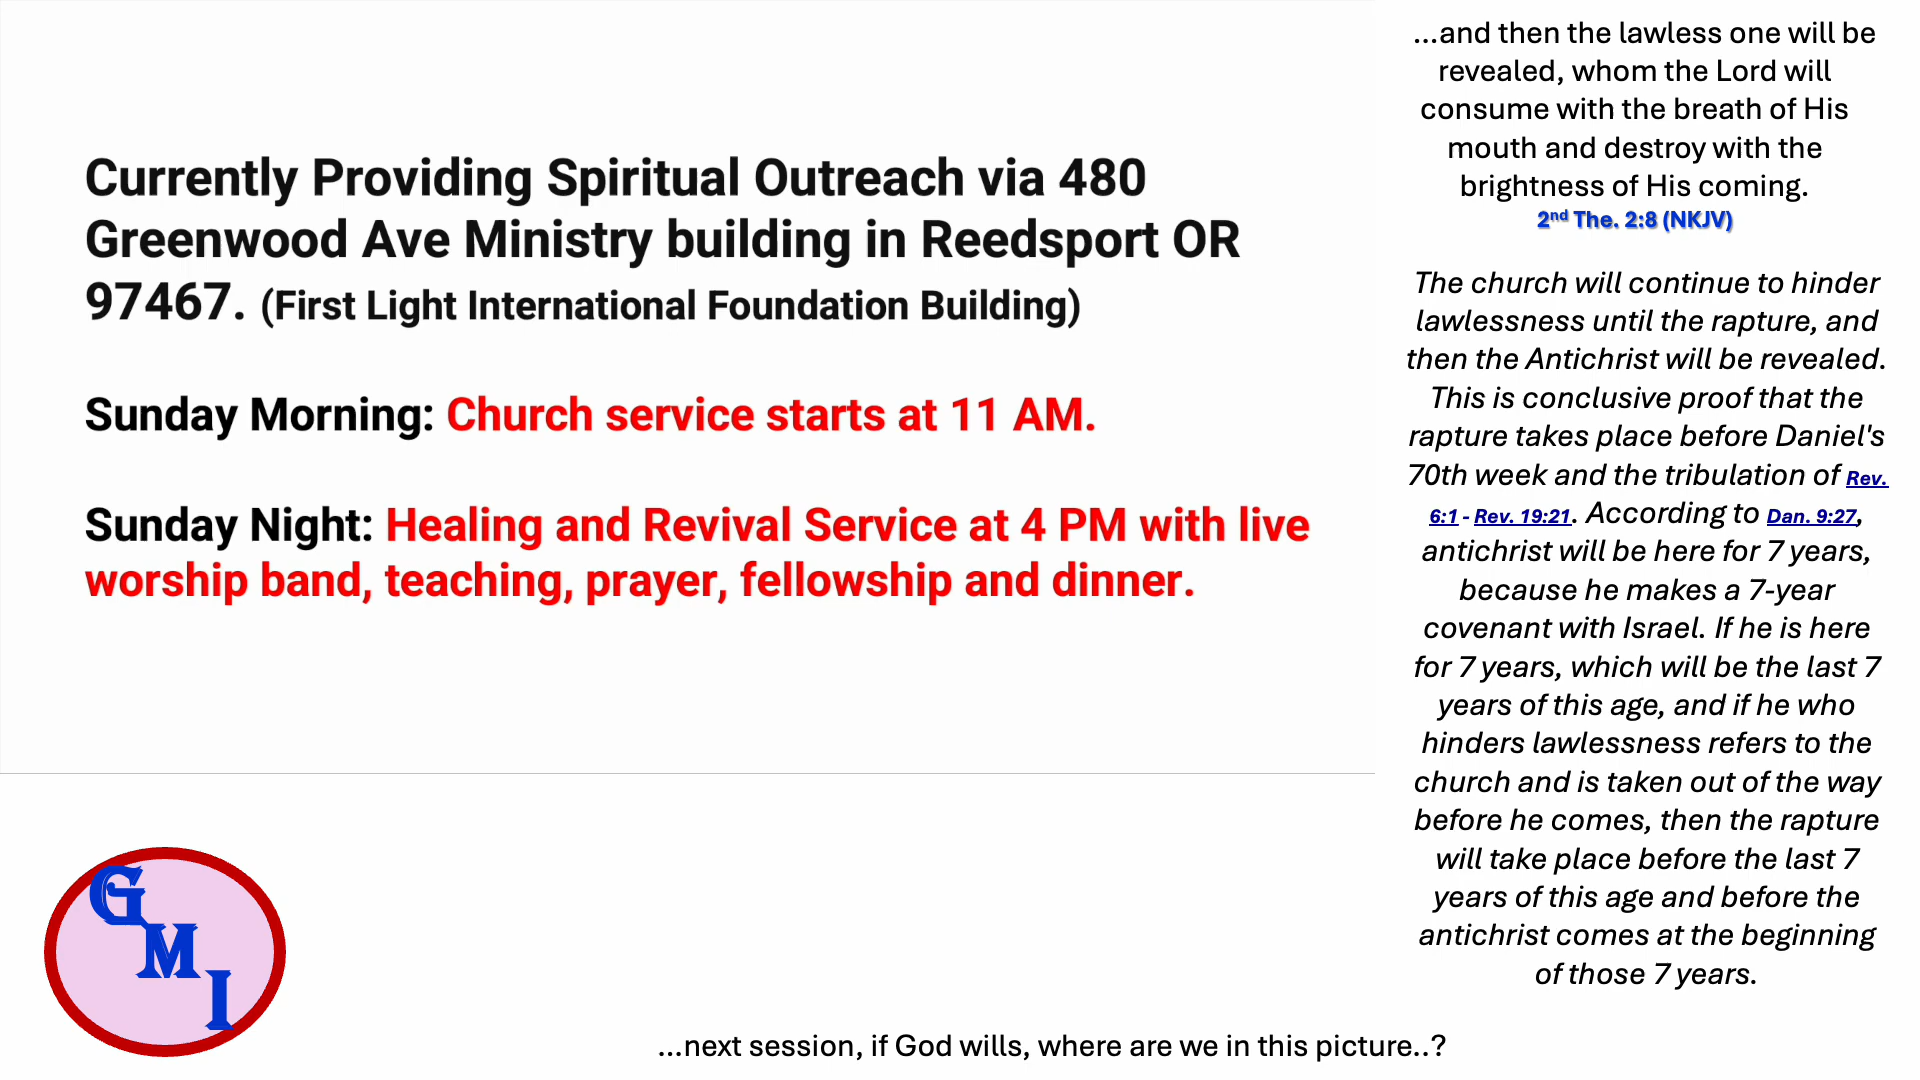 Currently Providing Spiritual Outreach via 480
Greenwood Ave Ministry building in Reedsport OR
97467. (First Light International Foundation Building)
Sunday Morning: Church service starts at 11 AM.
Sunday Night: Healing and Revival Service at 4 PM with live
worship band, teaching, prayer, fellowship and dinner.
G
M
I
...and then the lawless one will be
revealed, whom the Lord will
consume with the breath of His
mouth and destroy with the
brightness of His coming.
2nd The. 2:8 (NKJV)
The church will continue to hinder
lawlessness until the rapture, and
then the Antichrist will be revealed.
This is conclusive proof that the
rapture takes place before Daniel's
70th week and the tribulation of Rev.
6:1 - Rev. 19:21. According to Dan. 9:27,
antichrist will be here for 7 years,
because he makes a 7-year
covenant with Israel. If he is here
for 7 years, which will be the last 7
years of this age, and if he who
hinders lawlessness refers to the
church and is taken out of the way
before he comes, then the rapture
will take place before the last 7
years of this age and before the
antichrist comes at the beginning
of those 7 years.
...next session, if God wills, where are we in this picture..?